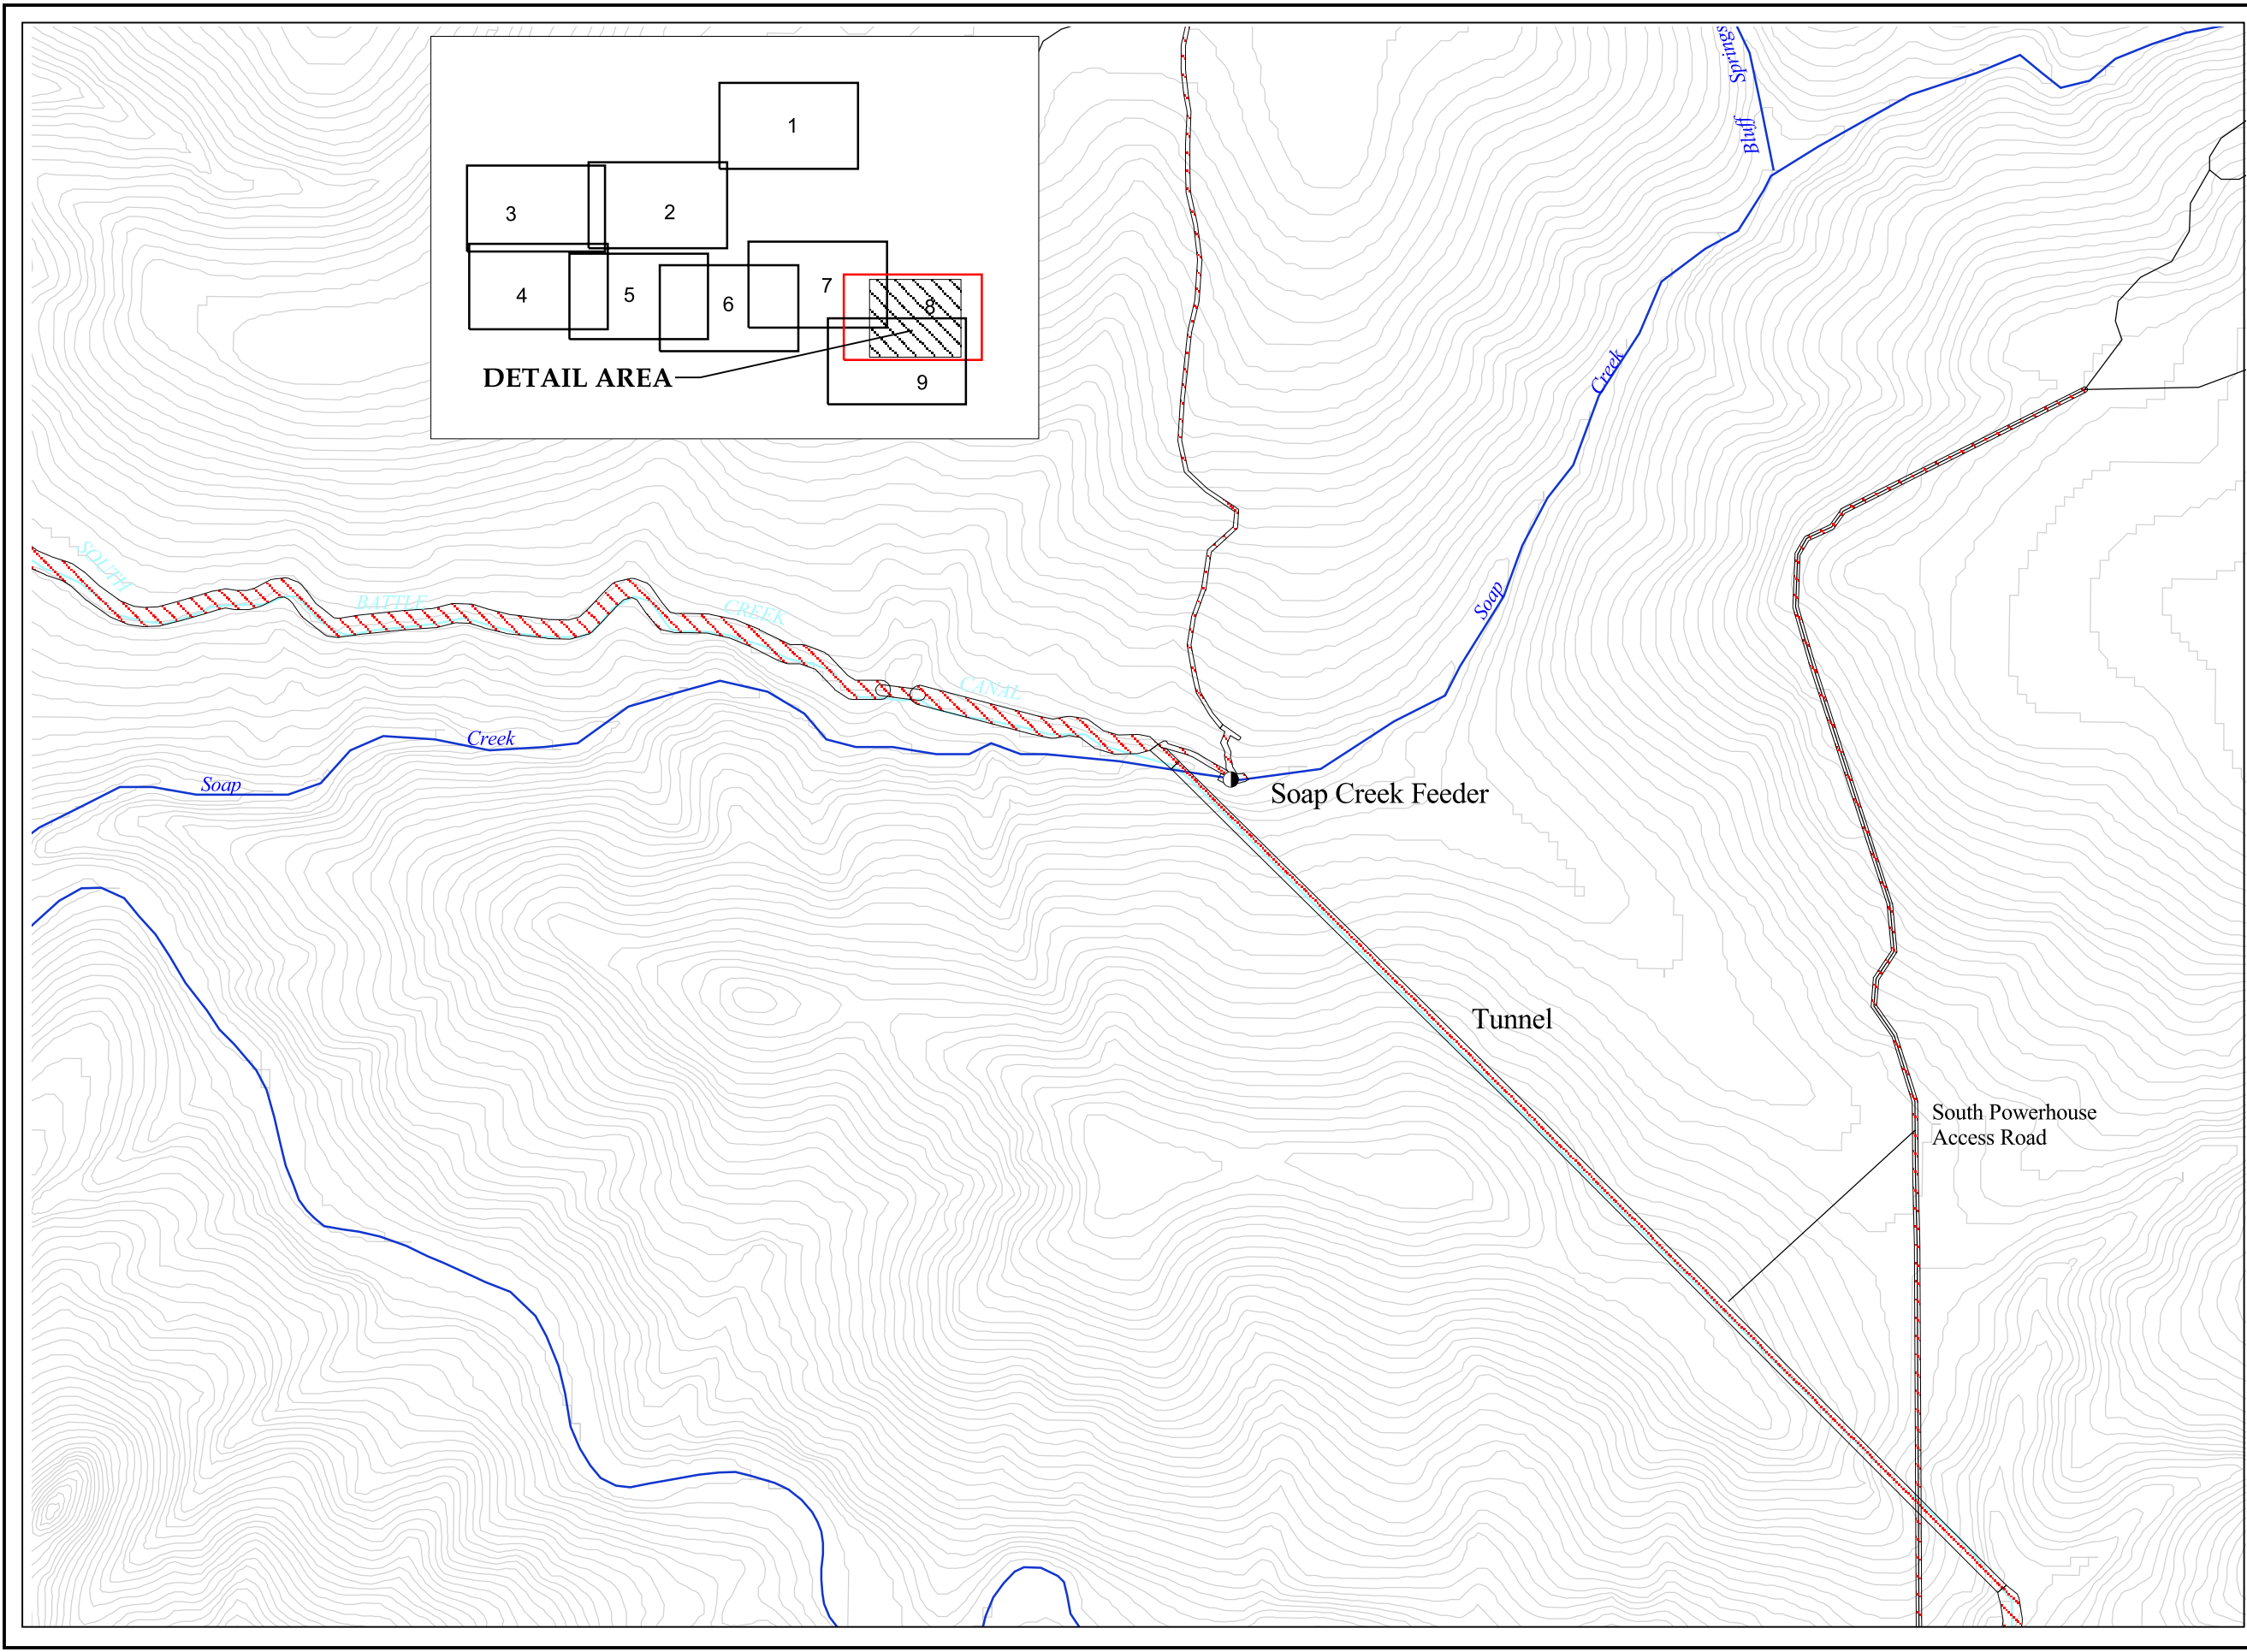 Springs
Bluff
1
3
2
4
5
6
7
8
DETAIL AREA
9
Creek
SOUTH
BATTLE
CREEK
Soap
CANAL
Creek
Soap
Soap Creek Feeder
Tunnel
South Powerhouse
Access Road